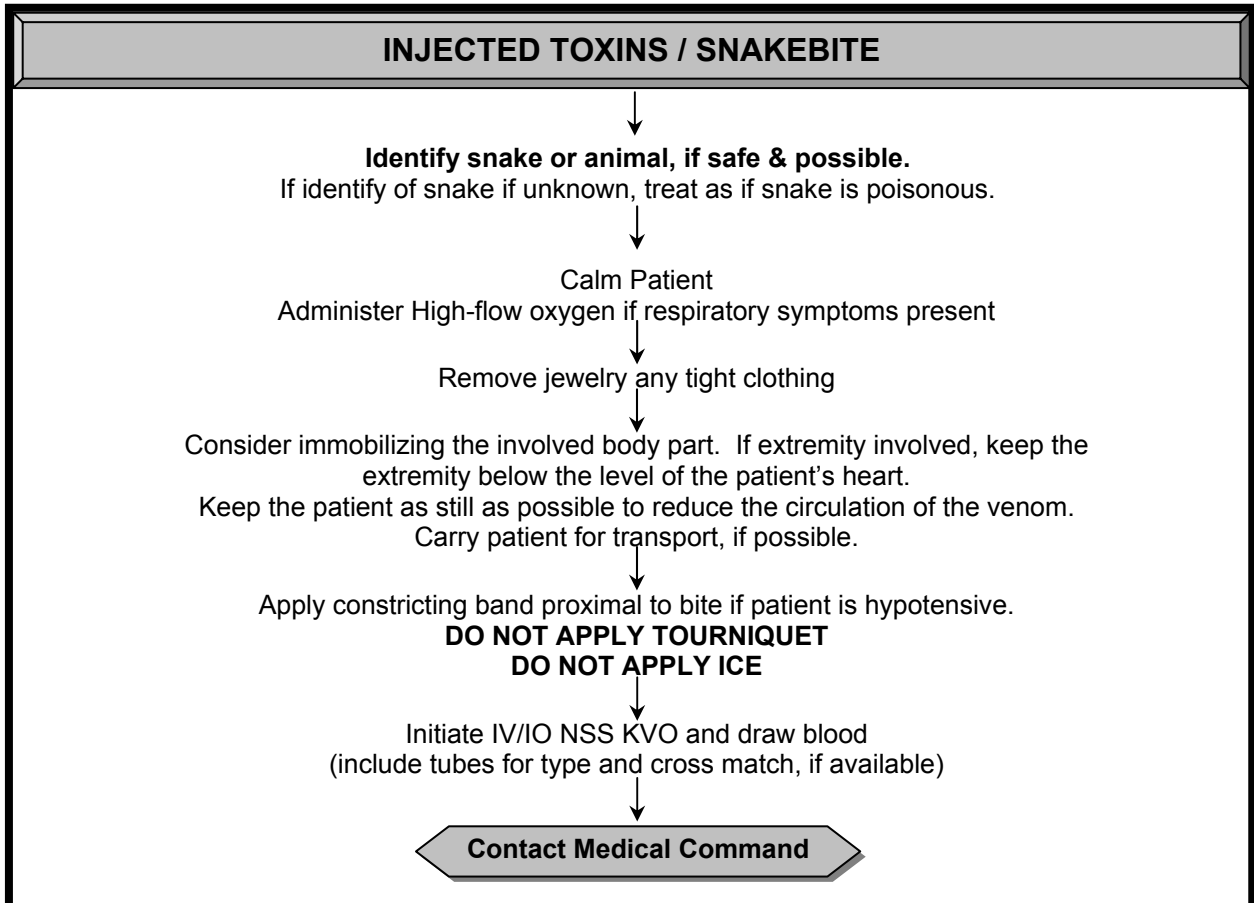 INJECTED TOXINS / SNAKEBITE
Identify snake or animal, if safe & possible.
If identify of snake if unknown, treat as if snake is poisonous.
Calm Patient
Administer High-flow oxygen if respiratory symptoms present
Remove jewelry any tight clothing
Consider immobilizing the involved body part.  If extremity involved, keep the
extremity below the level of the patient’s heart.
Keep the patient as still as possible to reduce the circulation of the venom.
Carry patient for transport, if possible.
Apply constricting band proximal to bite if patient is hypotensive.
DO NOT APPLY TOURNIQUET
DO NOT APPLY ICE
Initiate IV/IO NSS KVO and draw blood
(include tubes for type and cross match, if available)
Contact Medical Command